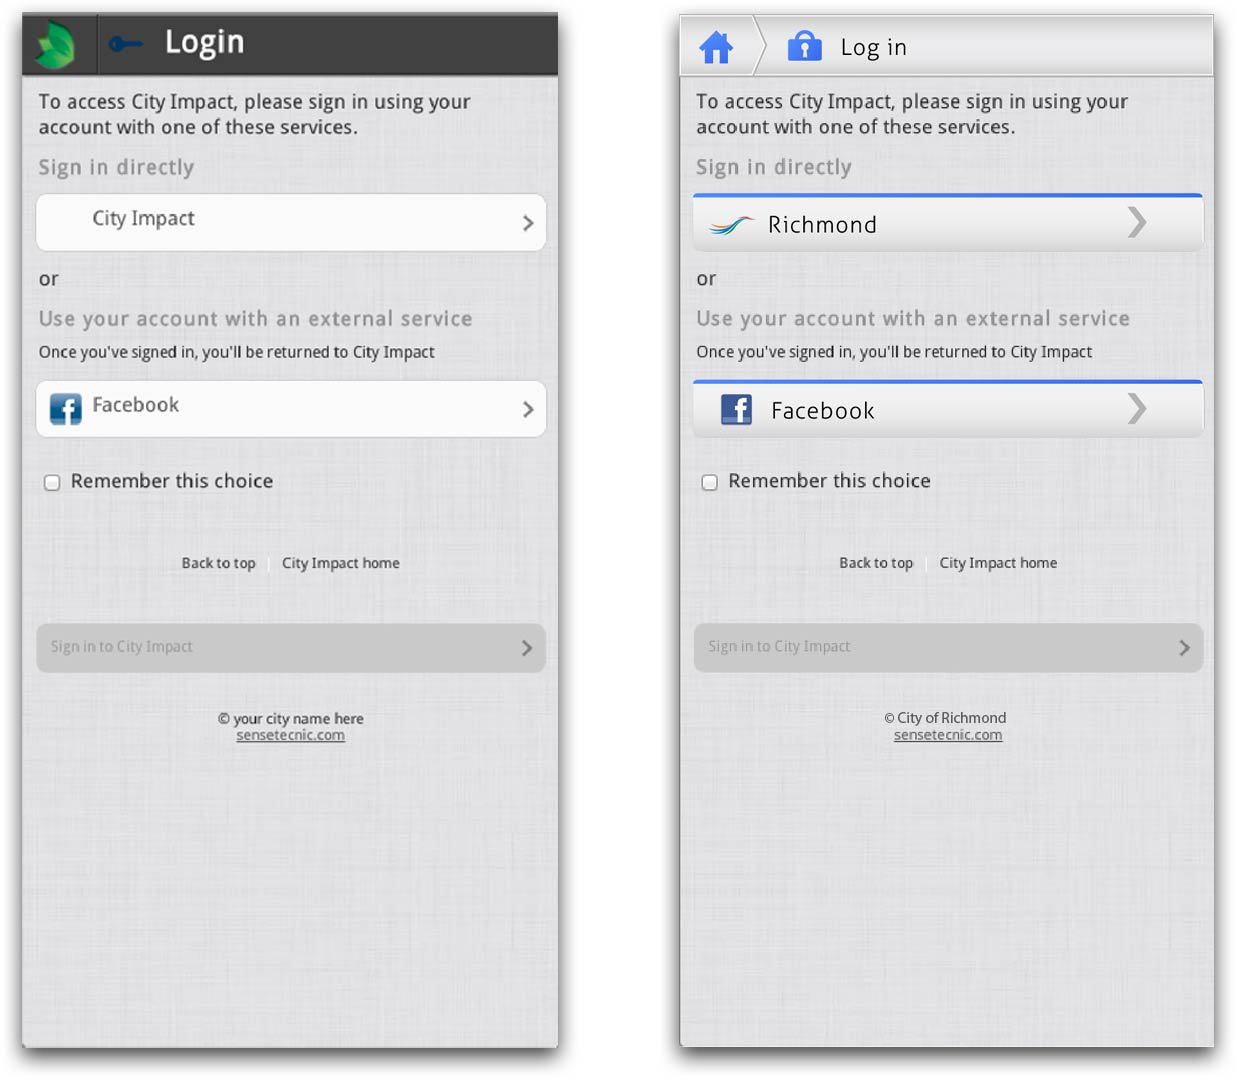 Login
To access City Impact, please sign in using your
account with one of these services.
Sign in directly
City Impact
or
Use your account with an external service
Once you've signed in, you'll be returned to City Impact
Facebook
Remember this choice
Back to top | City Impact home
Sign in to City Impact
© your city name here
sensetecnic.com
Log in
To access City Impact, please sign in using your
account with one of these services.
Sign in directly
Richmond
or
Use your account with an external service
Once you've signed in, you'll be returned to City Impact
Facebook
Remember this choice
Back to top | City Impact home
Sign in to City Impact
© City of Richmond
sensetecnic.com